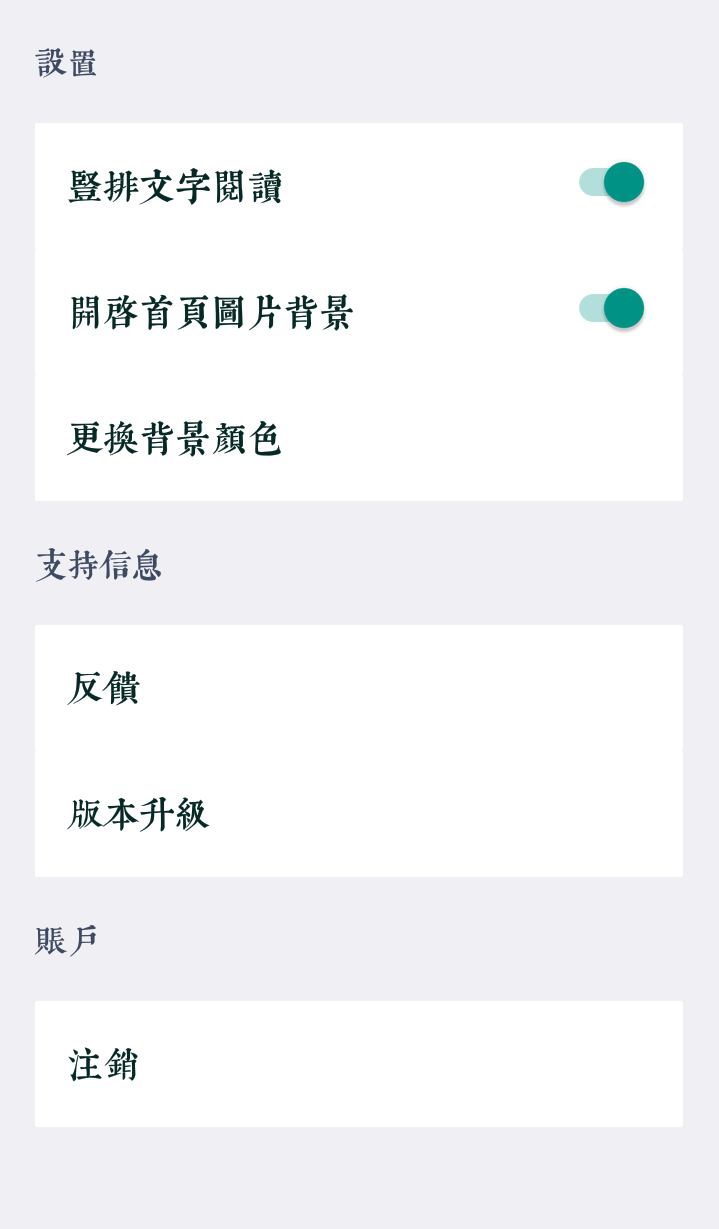 設置
豎排文字閱讀
開啓首頁圖片背景
更換背景顏色
支持信息
反饋
版本升級
賬戶
注銷